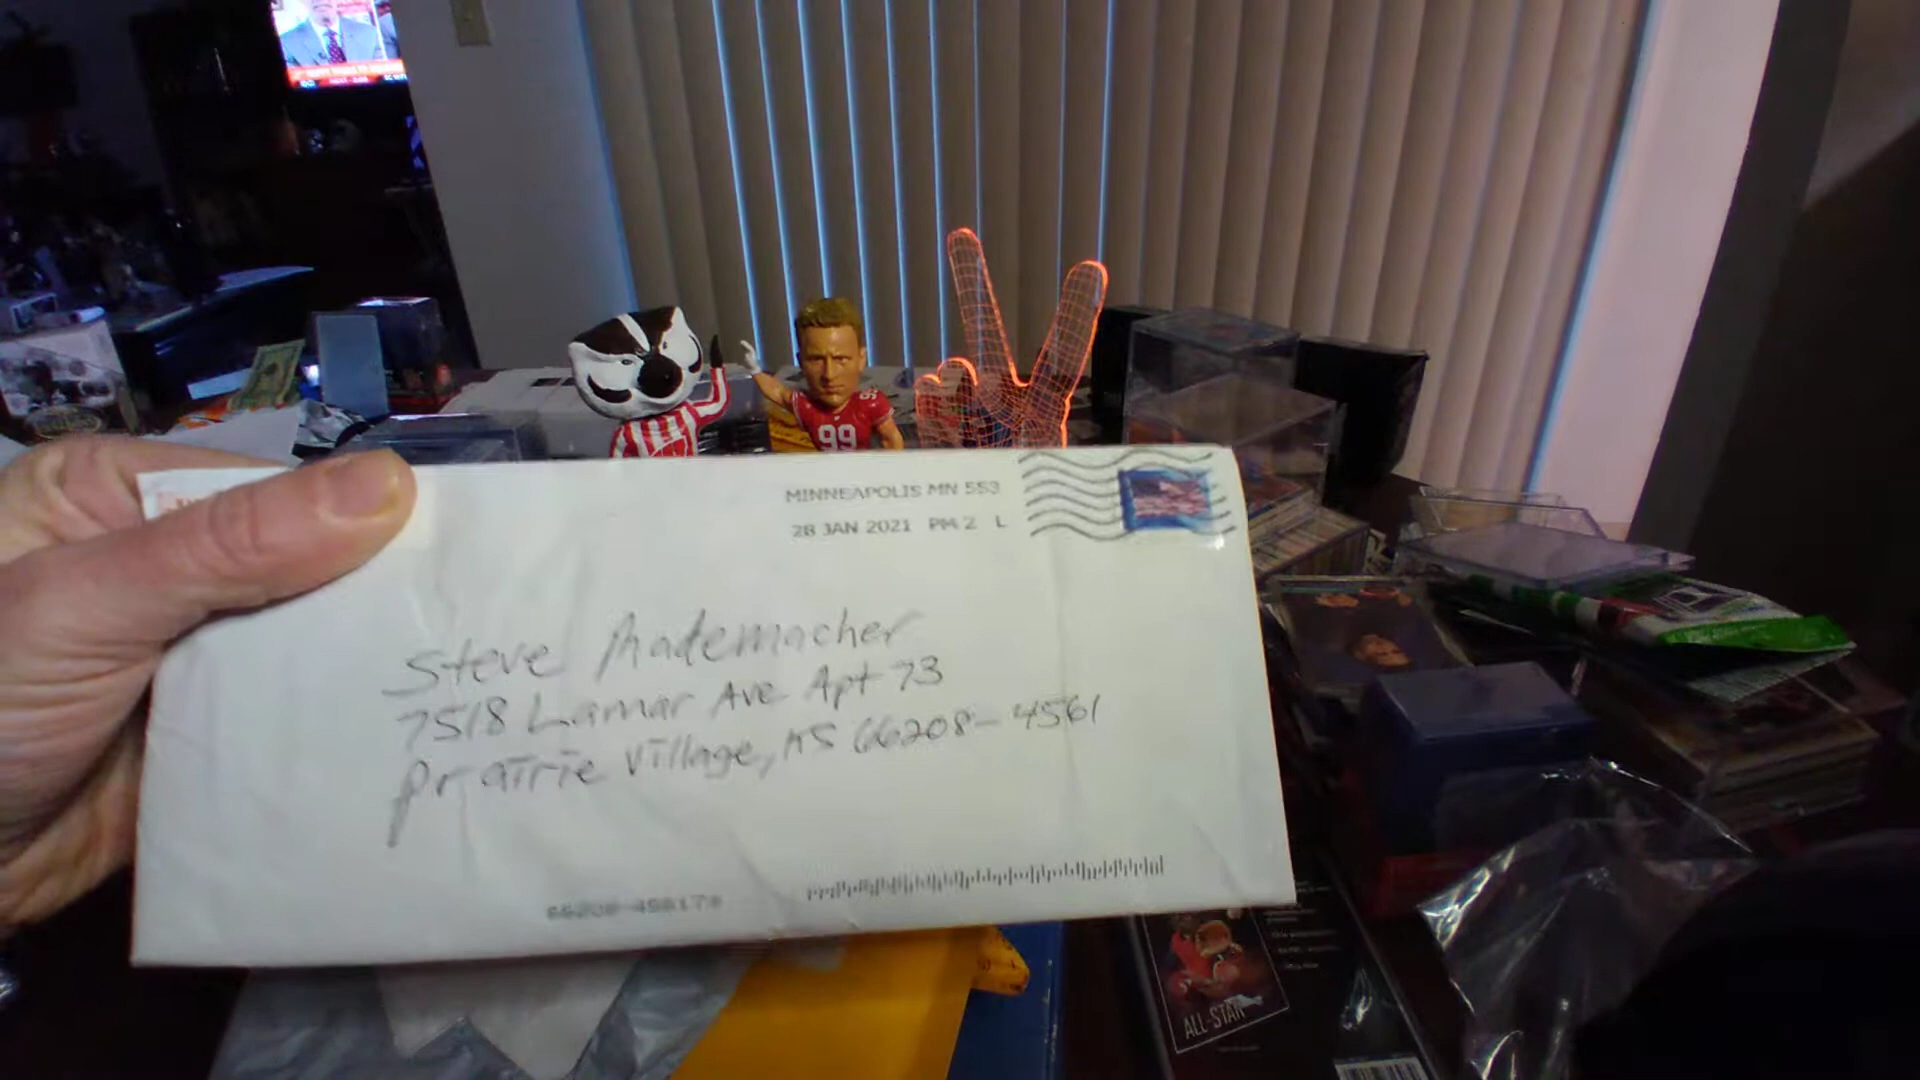 99
MINNEAPOLIS MN 553
28 JAN 2021 PM 2 L
Steve Rademacher
7518 Lamar Ave Apt 73
Prairie Village, KS 66208-4561
ALL-STAR